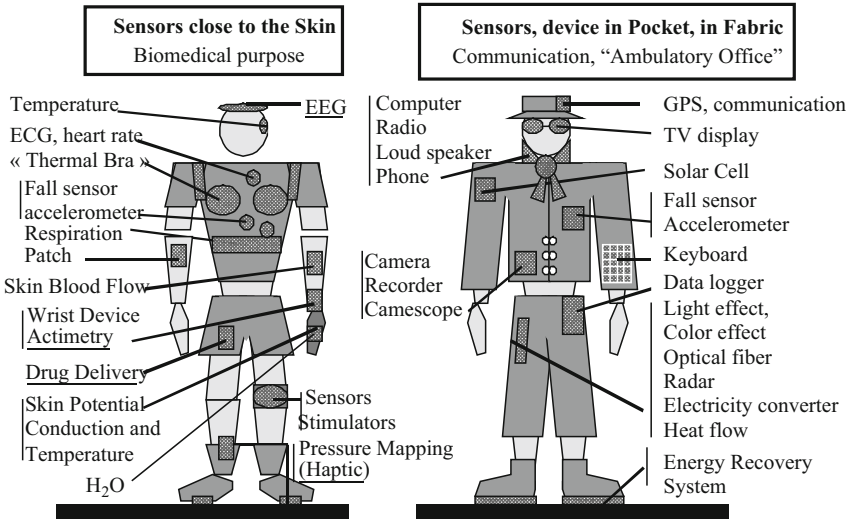 Sensors close to the Skin
Biomedical purpose
Temperature
EEG
ECG, heart rate
« Thermal Bra »
Fall sensor
accelerometer
Respiration
Patch
Skin Blood Flow
Wrist Device
Actimetry
Drug Delivery
Skin Potential
Conduction and
Temperature
H₂O
Sensors
Stimulators
Pressure Mapping
(Haptic)
Sensors, device in Pocket, in Fabric
Communication, “Ambulatory Office”
Computer
Radio
Loud speaker
Phone
Camera
Recorder
Camescope
GPS, communication
TV display
Solar Cell
Fall sensor
Accelerometer
Keyboard
Data logger
Light effect,
Color effect
Optical fiber
Radar
Electricity converter
Heat flow
Energy Recovery
System